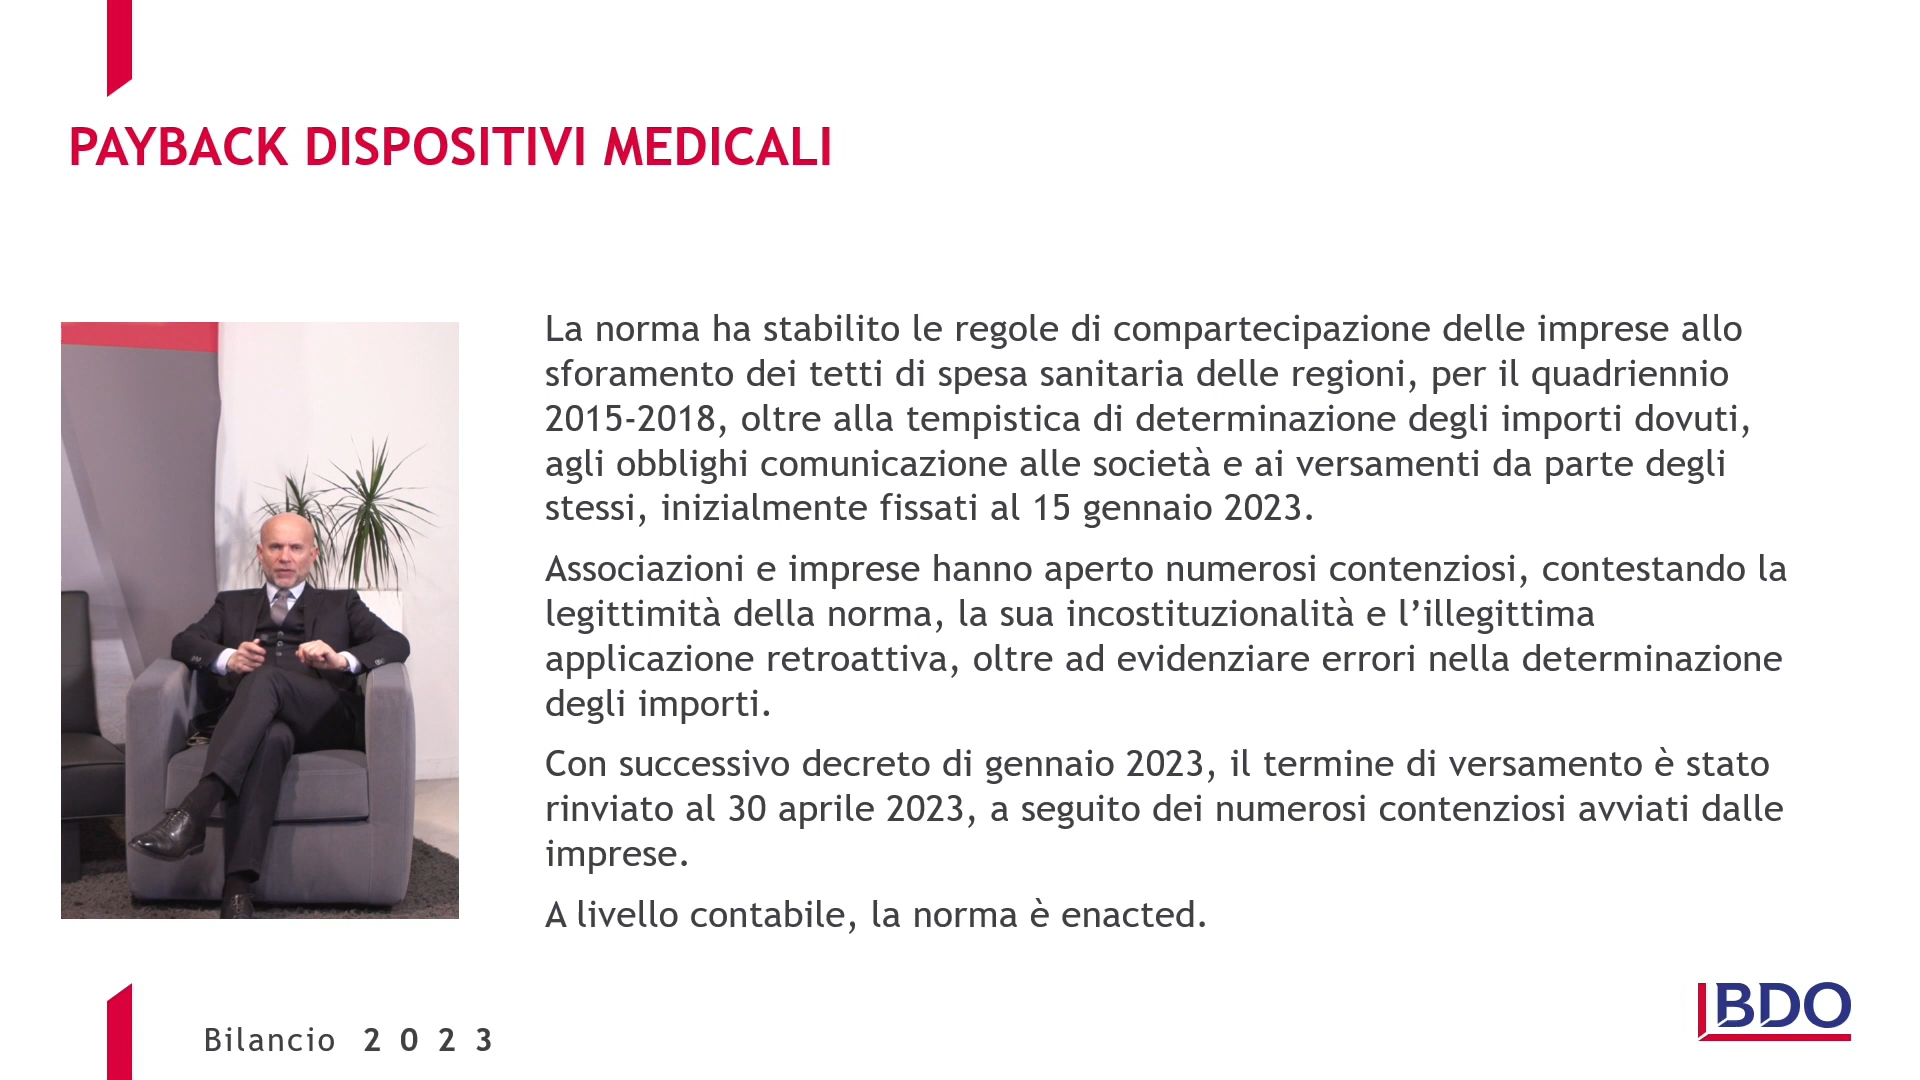 PAYBACK DISPOSITIVI MEDICALI
La norma ha stabilito le regole di compartecipazione delle imprese allo
sforamento dei tetti di spesa sanitaria delle regioni, per il quadriennio
2015-2018, oltre alla tempistica di determinazione degli importi dovuti,
agli obblighi comunicazione alle società e ai versamenti da parte degli
stessi, inizialmente fissati al 15 gennaio 2023.
Associazioni e imprese hanno aperto numerosi contenziosi, contestando la
legittimità della norma, la sua incostituzionalità e l’illegittima
applicazione retroattiva, oltre ad evidenziare errori nella determinazione
degli importi.
Con successivo decreto di gennaio 2023, il termine di versamento è stato
rinviato al 30 aprile 2023, a seguito dei numerosi contenziosi avviati dalle
imprese.
A livello contabile, la norma è enacted.
Bilancio 2023
BDO